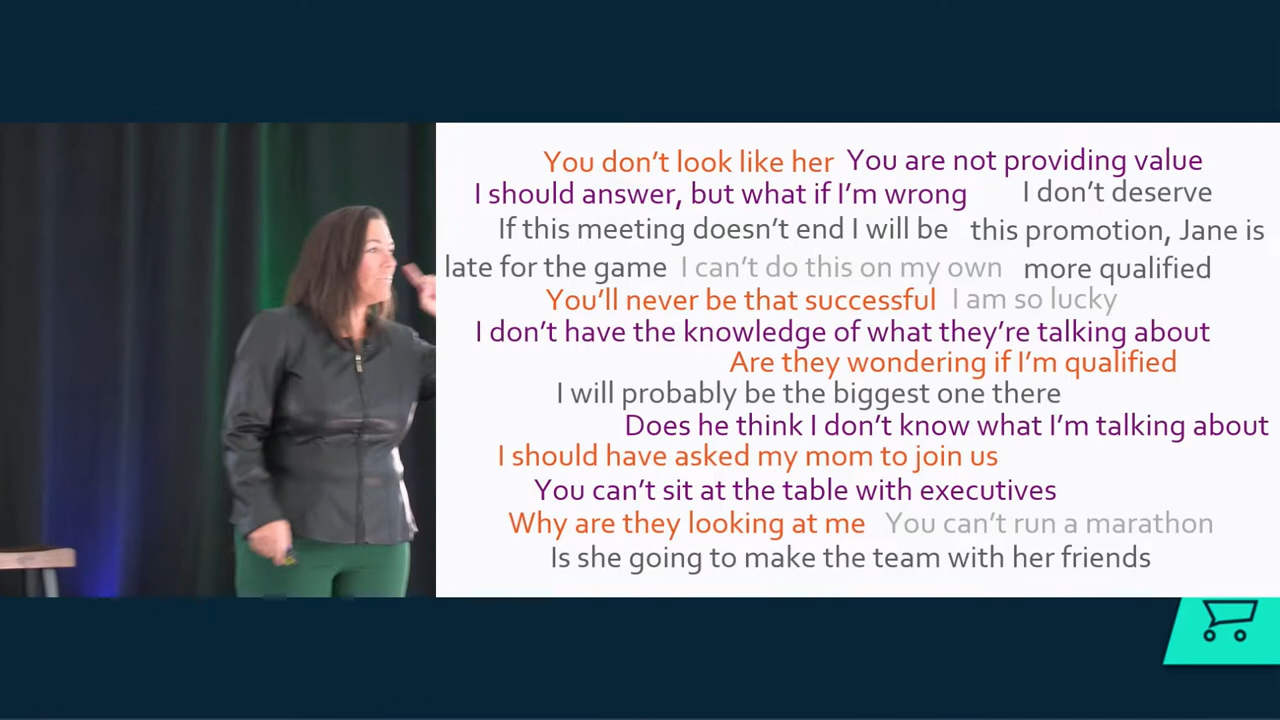 You don't look like her You are not providing value
I should answer, but what if I'm wrong I don't deserve
If this meeting doesn't end I will be this promotion, Jane is
late for the game I can't do this on my own more qualified
You'll never be that successful I am so lucky
I don't have the knowledge of what they're talking about
Are they wondering if I'm qualified
I will probably be the biggest one there
Does he think I don't know what I'm talking about
I should have asked my mom to join us
You can't sit at the table with executives
Why are they looking at me You can't run a marathon
Is she going to make the team with her friends